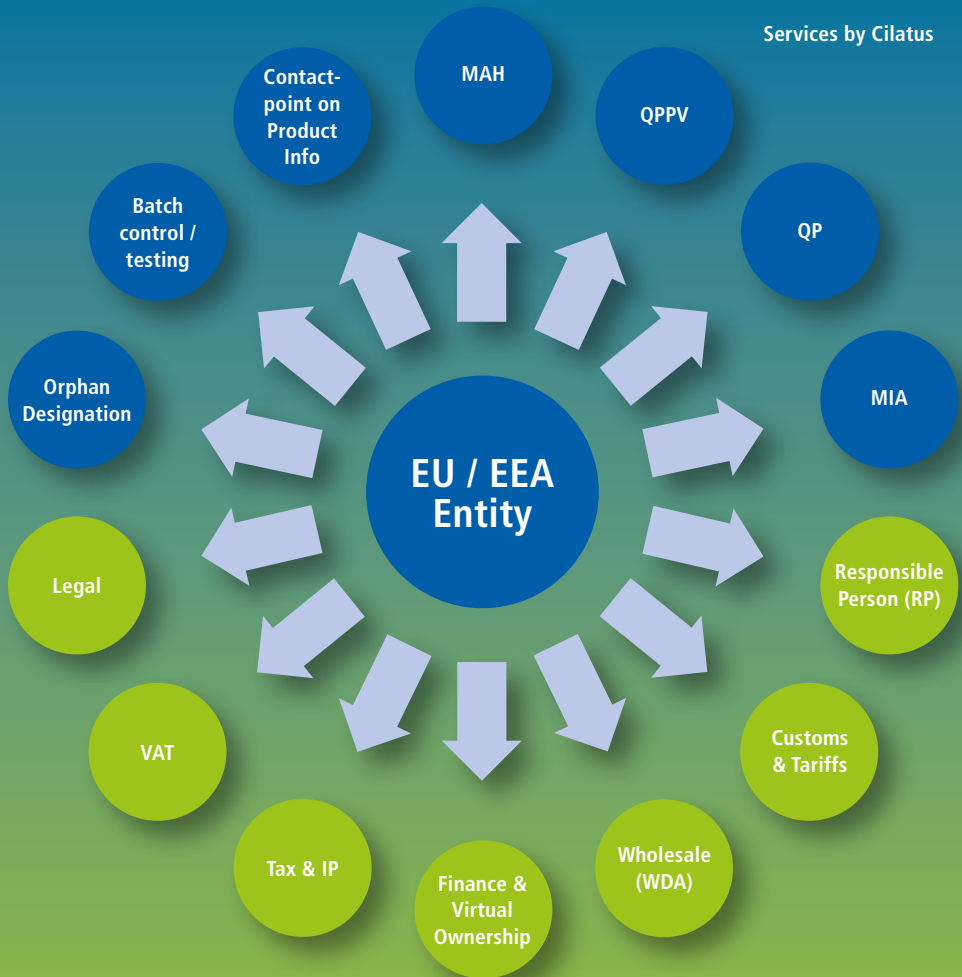 Services by Cilatus
MAH
QPPV
QP
MIA
Responsible
Person (RP)
Customs
& Tariffs
Wholesale
(WDA)
Finance &
Virtual
Ownership
Tax & IP
VAT
Legal
Orphan
Designation
Batch
control /
testing
Contact-
point on
Product
Info
EU / EEA
Entity